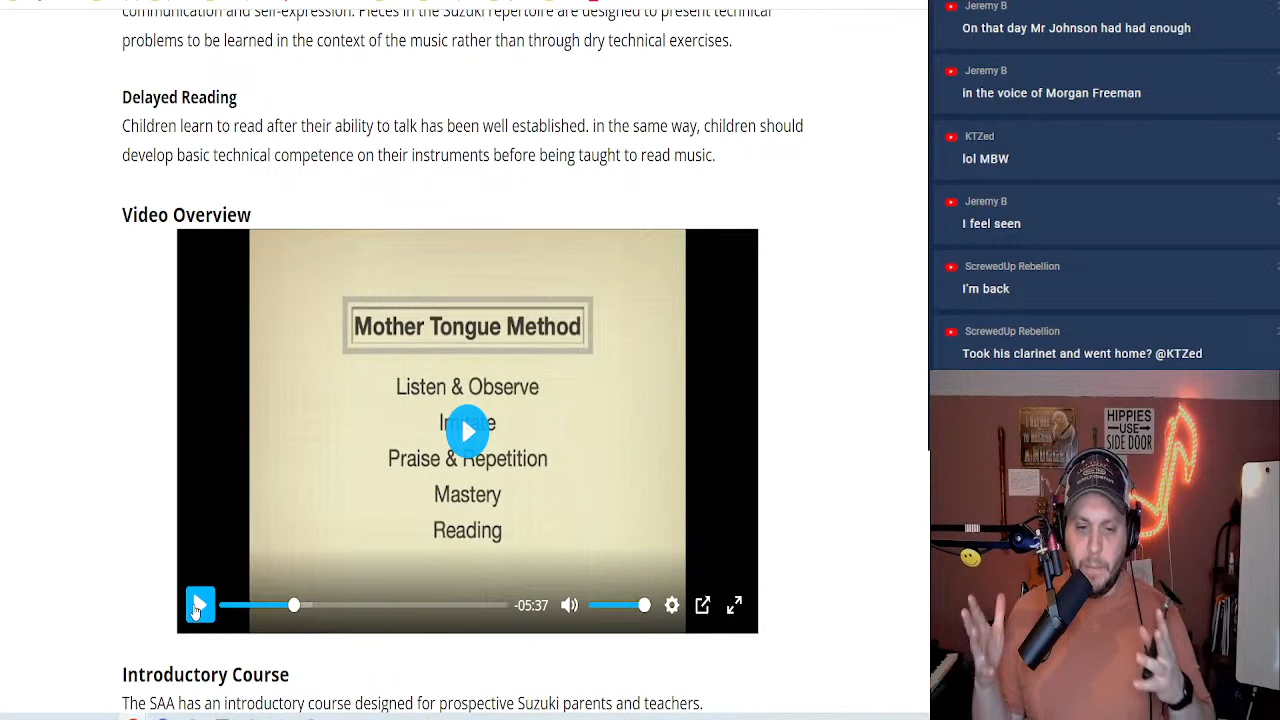 communication and self-expression. Pieces in the Suzuki repertoire are designed to present technical
problems to be learned in the context of the music rather than through dry technical exercises.
Delayed Reading
Children learn to read after their ability to talk has been well established. in the same way, children should
develop basic technical competence on their instruments before being taught to read music.
Video Overview
Mother Tongue Method
Listen & Observe
Imitate
Praise & Repetition
Mastery
Reading
-05:37
Introductory Course
The SAA has an introductory course designed for prospective Suzuki parents and teachers.
Jeremy B
On that day Mr Johnson had had enough
Jeremy B
in the voice of Morgan Freeman
KTZed
lol MBW
Jeremy B
I feel seen
ScrewedUp Rebellion
I'm back
ScrewedUp Rebellion
Took his clarinet and went home? @KTZed
HIPPIES
USE
SIDE DOOR